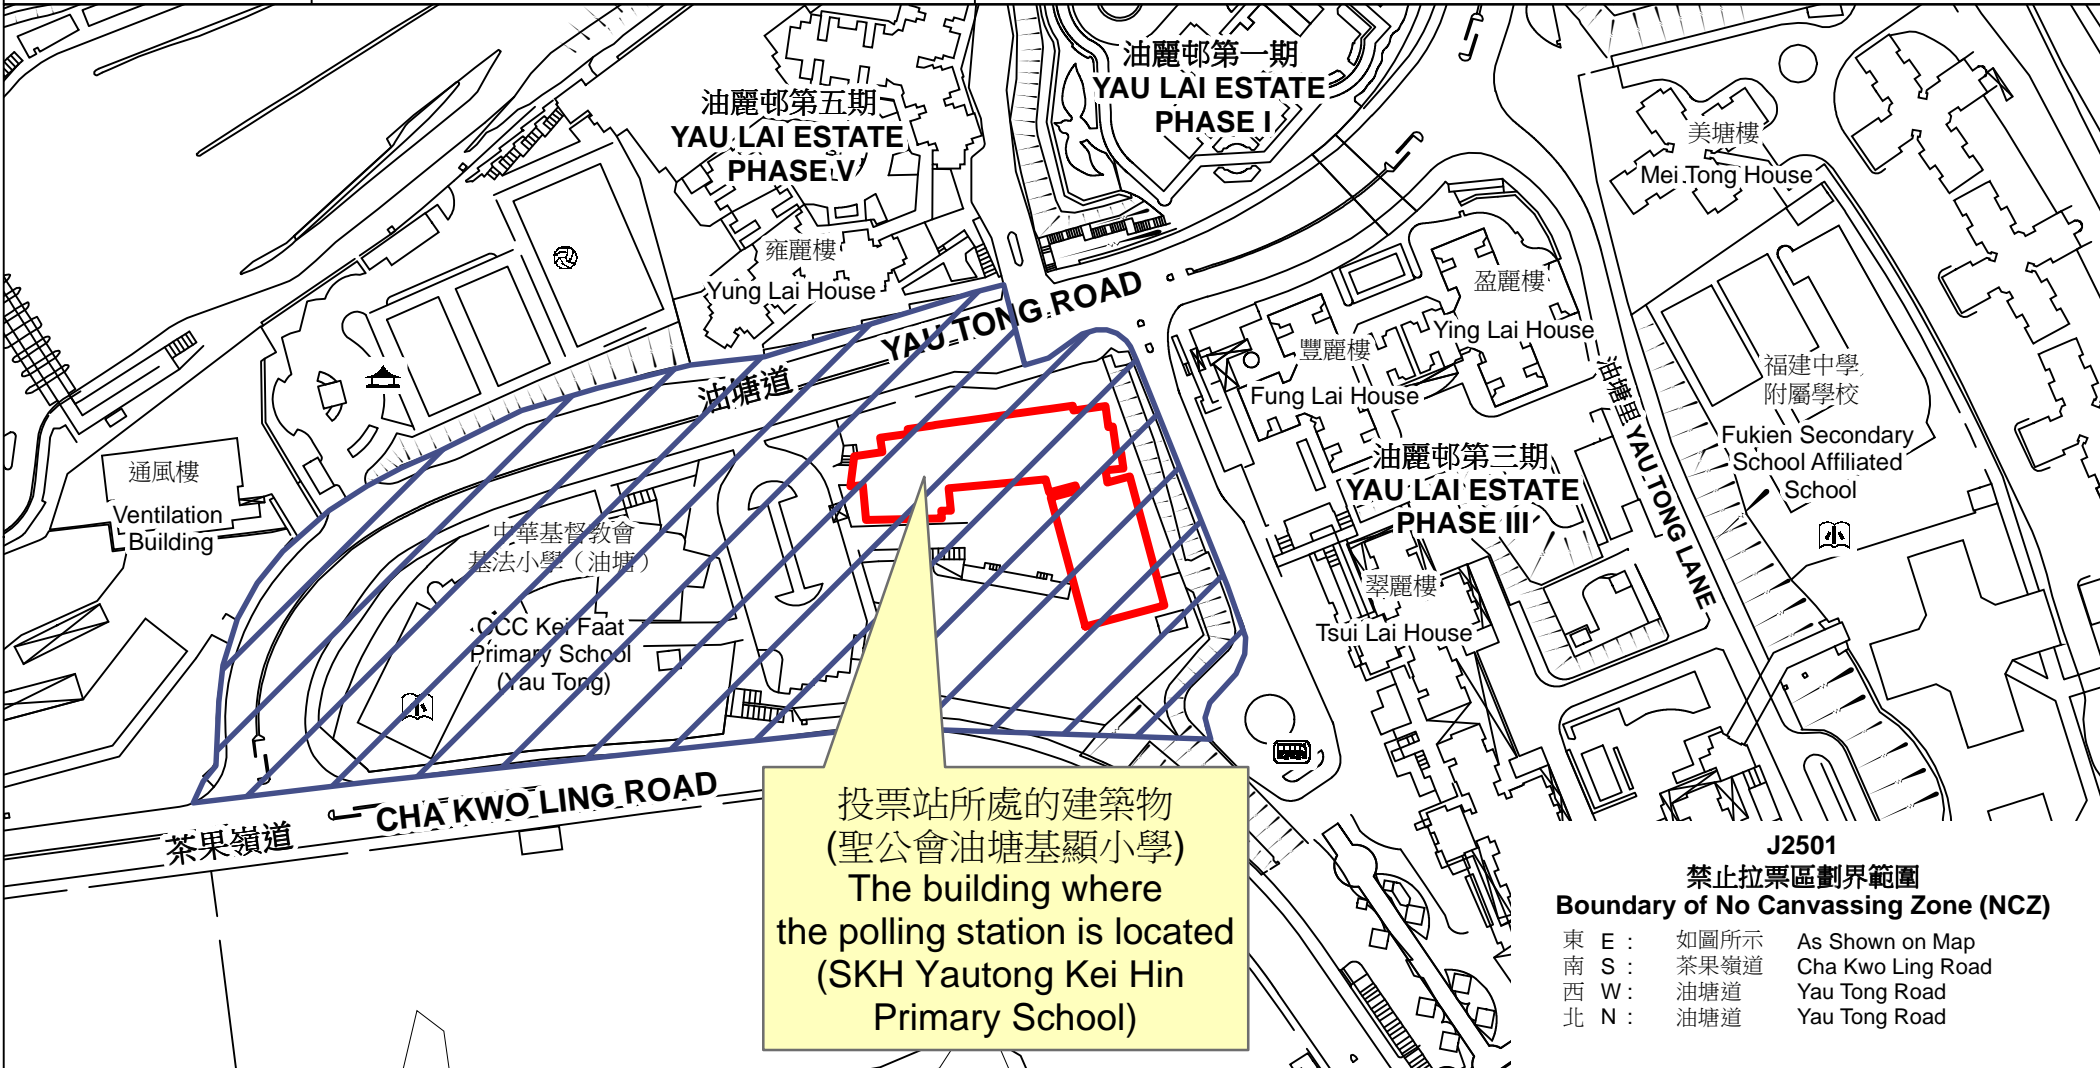 油麗邨第一期
YAU LAI ESTATE
PHASE I
油麗邨第五期
YAU LAI ESTATE
PHASE V
美塘樓
Mei Tong House
雍麗樓
Yung Lai House
盈麗樓
Ying Lai House
油塘道 YAU TONG ROAD
豐麗樓
Fung Lai House
油塘里 YAU TONG LANE
福建中學
附屬學校
Fukien Secondary
School Affiliated
School
通風樓
Ventilation
Building
油麗邨第三期
YAU LAI ESTATE
PHASE III
中華基督教會
基法小學（油塘）
CCC Kei Faat
Primary School
(Yau Tong)
翠麗樓
Tsui Lai House
茶果嶺道 CHA KWO LING ROAD
投票站所處的建築物
(聖公會油塘基顯小學)
The building where
the polling station is located
(SKH Yautong Kei Hin
Primary School)
J2501
禁止拉票區劃界範圍
Boundary of No Canvassing Zone (NCZ)
東 E : 如圖所示 As Shown on Map
南 S : 茶果嶺道 Cha Kwo Ling Road
西 W : 油塘道 Yau Tong Road
北 N : 油塘道 Yau Tong Road